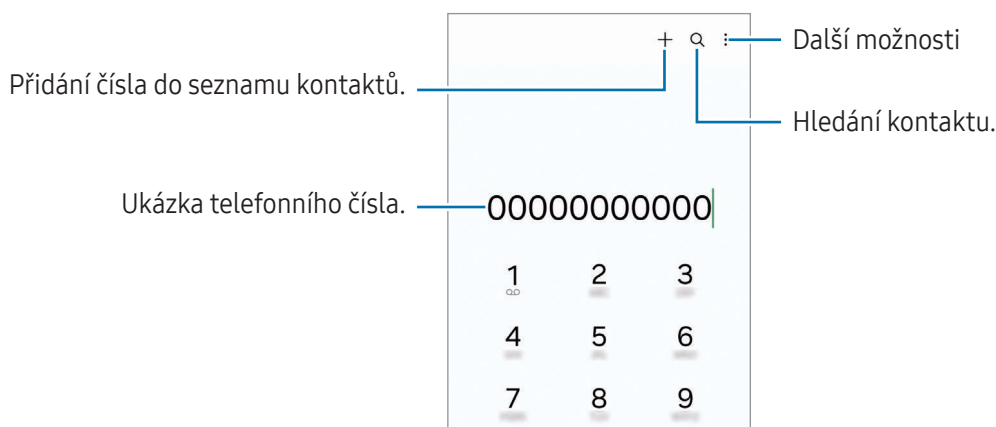 Další možnosti
Přidání čísla do seznamu kontaktů.
Hledání kontaktu.
Ukázka telefonního čísla.
00000000000
1 2 3
4 5 6
7 8 9